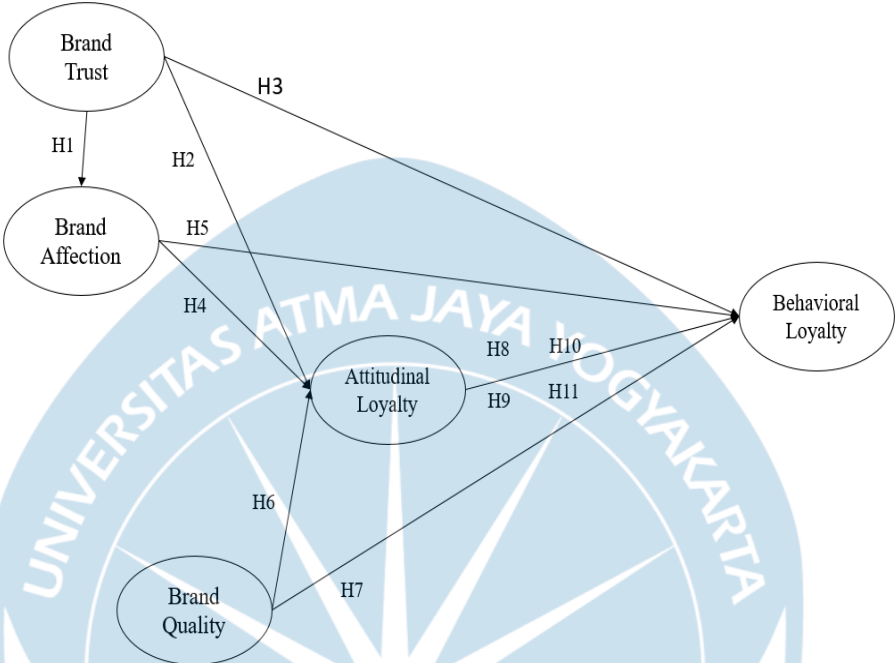 Brand
Trust
H3
H1
H2
Brand
Affection
H5
H4
Behavioral
Loyalty
H8
H10
Attitudinal
Loyalty
H9
H11
H6
H7
Brand
Quality
UNIVERSITAS ATMA JAYA YOGYAKARTA